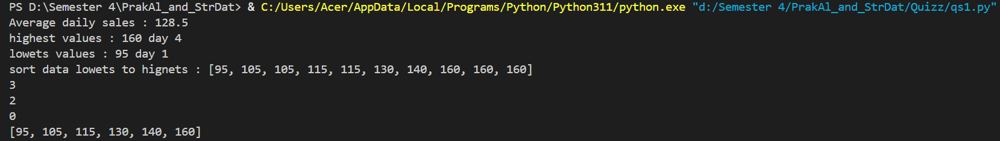 PS D:\Semester 4\PrakAl_and_StrDat> & C:/Users/Acer/AppData/Local/Programs/Python/Python311/python.exe "d:/Semester 4/PrakAl_and_StrDat/Quizz/qs1.py"
Average daily sales : 128.5
highest values : 160 day 4
lowets values : 95 day 1
sort data lowets to hignets : [95, 105, 105, 115, 115, 130, 140, 160, 160, 160]
3
2
0
[95, 105, 115, 130, 140, 160]